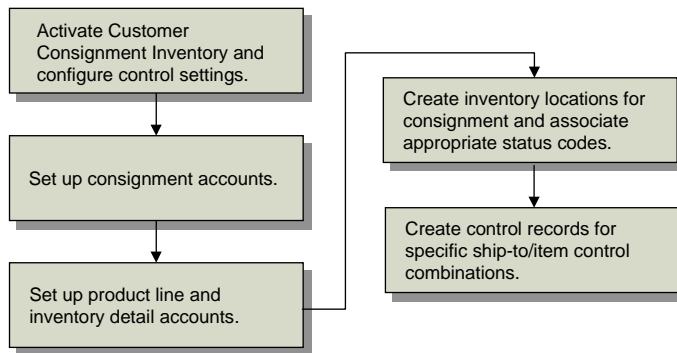 Activate Customer
Consignment Inventory and
configure control settings.
Set up consignment accounts.
Set up product line and
inventory detail accounts.
Create inventory locations for
consignment and associate
appropriate status codes.
Create control records for
specific ship-to/item control
combinations.